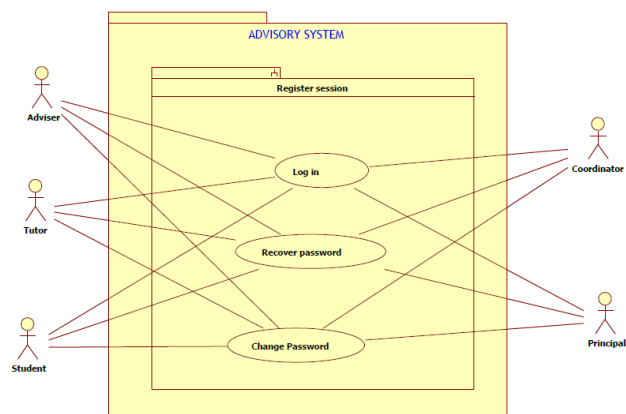 ADVISORY SYSTEM
Register session
Adviser
Log in
Coordinator
Tutor
Recover password
Change Password
Student
Principal